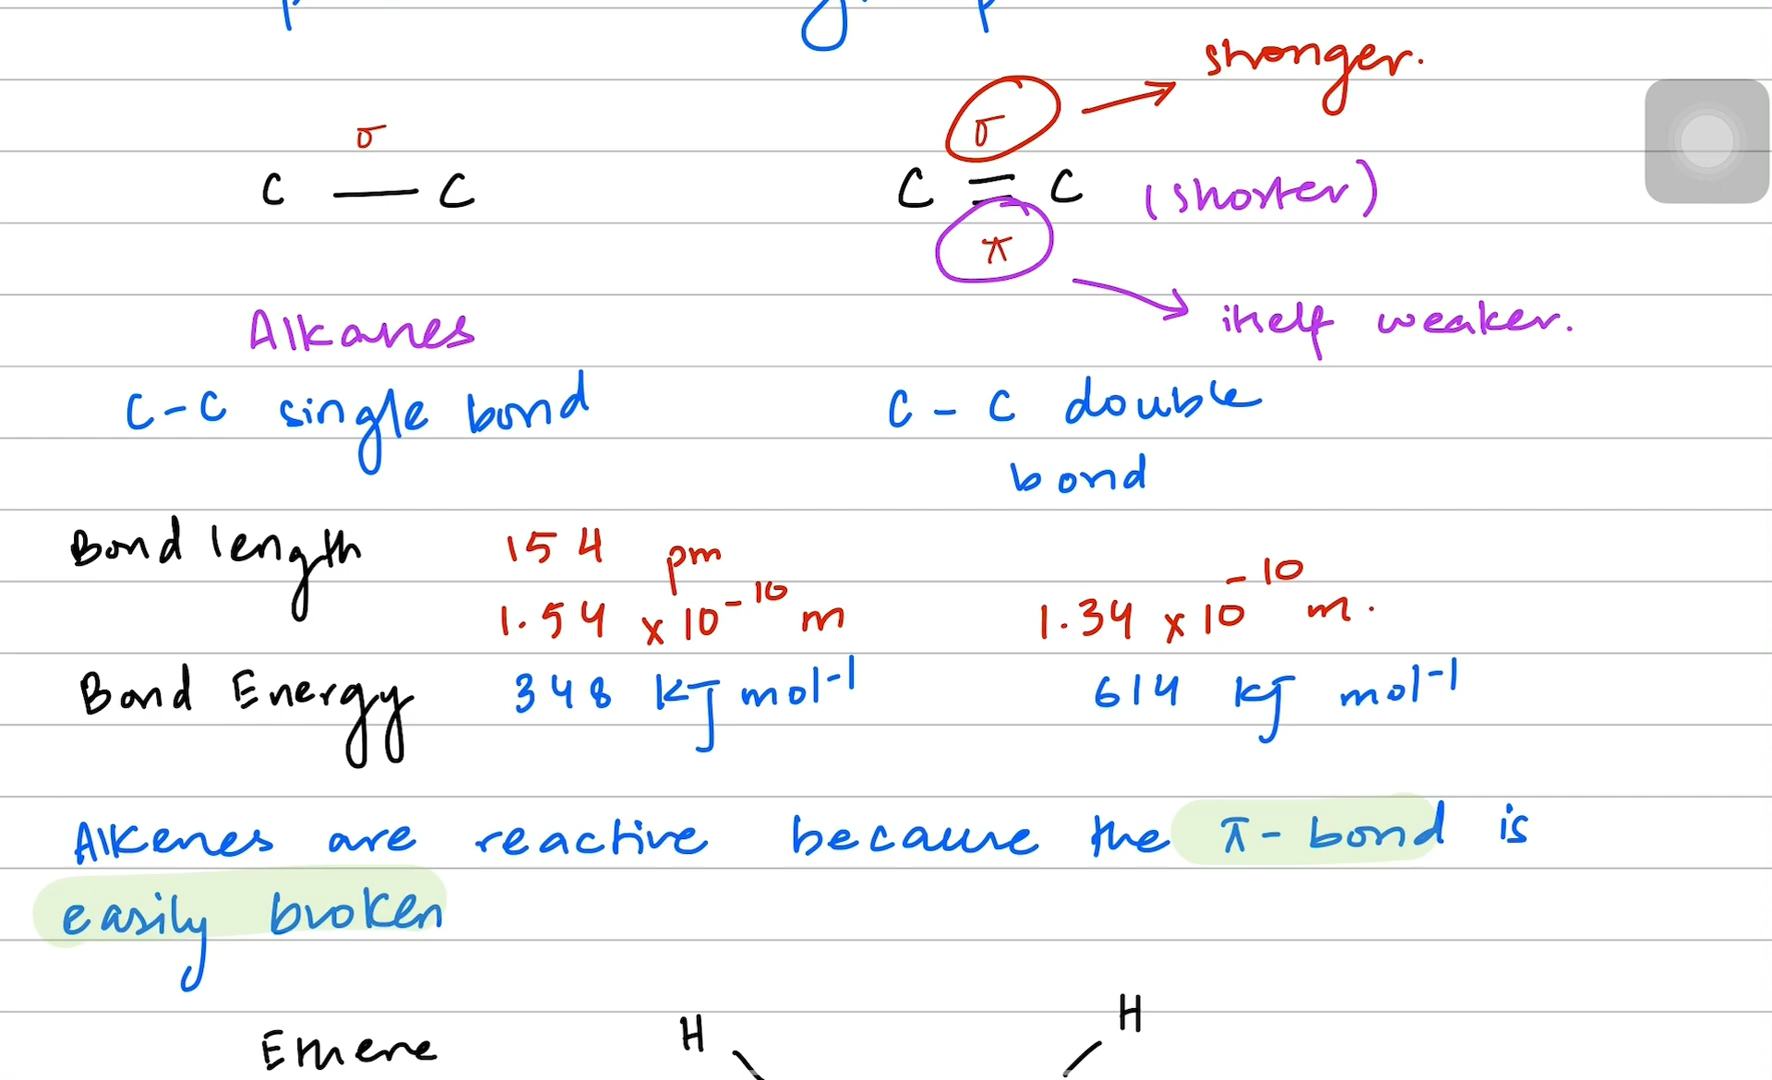 σ → stronger.
σ
C — C
C = C (shorter)
π → itself weaker.
Alkanes
C-C single bond
C - C double
bond
Bond length 154 pm
1.54 x 10⁻¹⁰ m 1.34 x 10⁻¹⁰ m.
Bond Energy 348 KJ mol⁻¹ 614 KJ mol⁻¹
Alkenes are reactive because the π-bond is
easily broken
Ethene H H